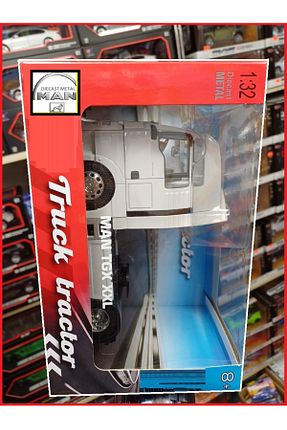 DIECAST METAL
MAN
1:32
Diecast
METAL
Truck tractor
MAN TGX XXL
tractor
8+